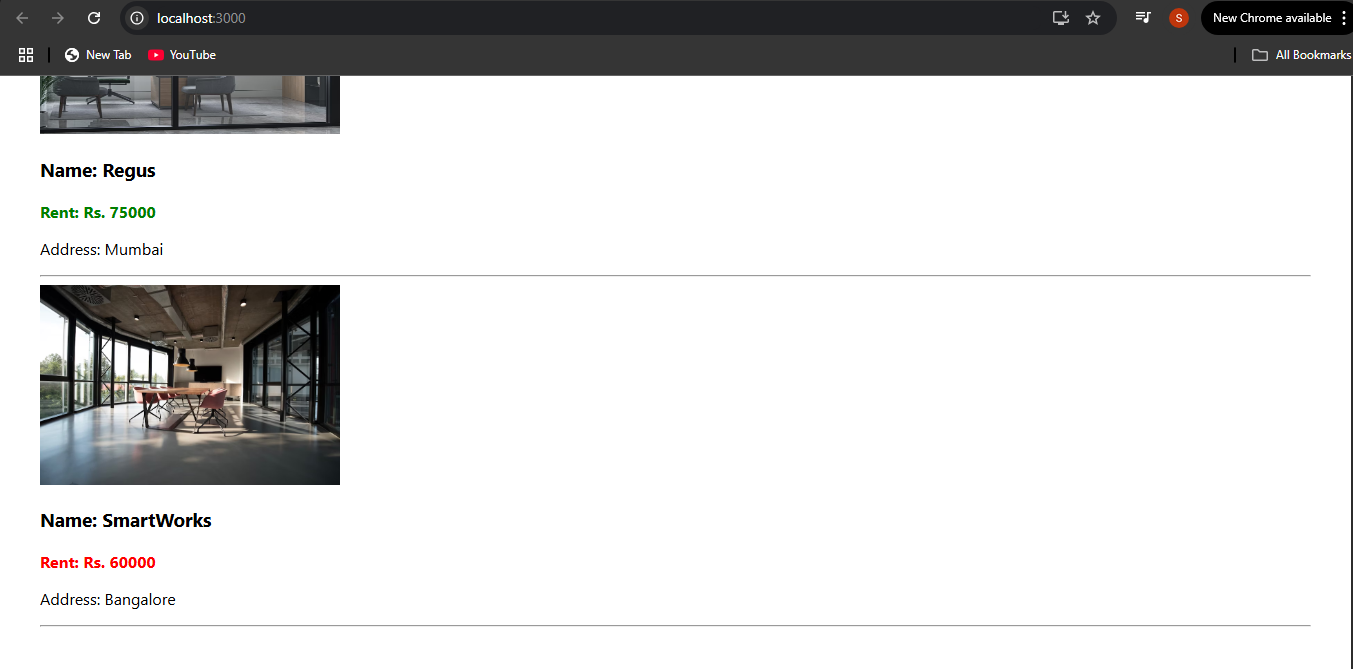 localhost:3000
S
New Chrome available
New Tab
YouTube
All Bookmarks
Name: Regus
Rent: Rs. 75000
Address: Mumbai
Name: SmartWorks
Rent: Rs. 60000
Address: Bangalore